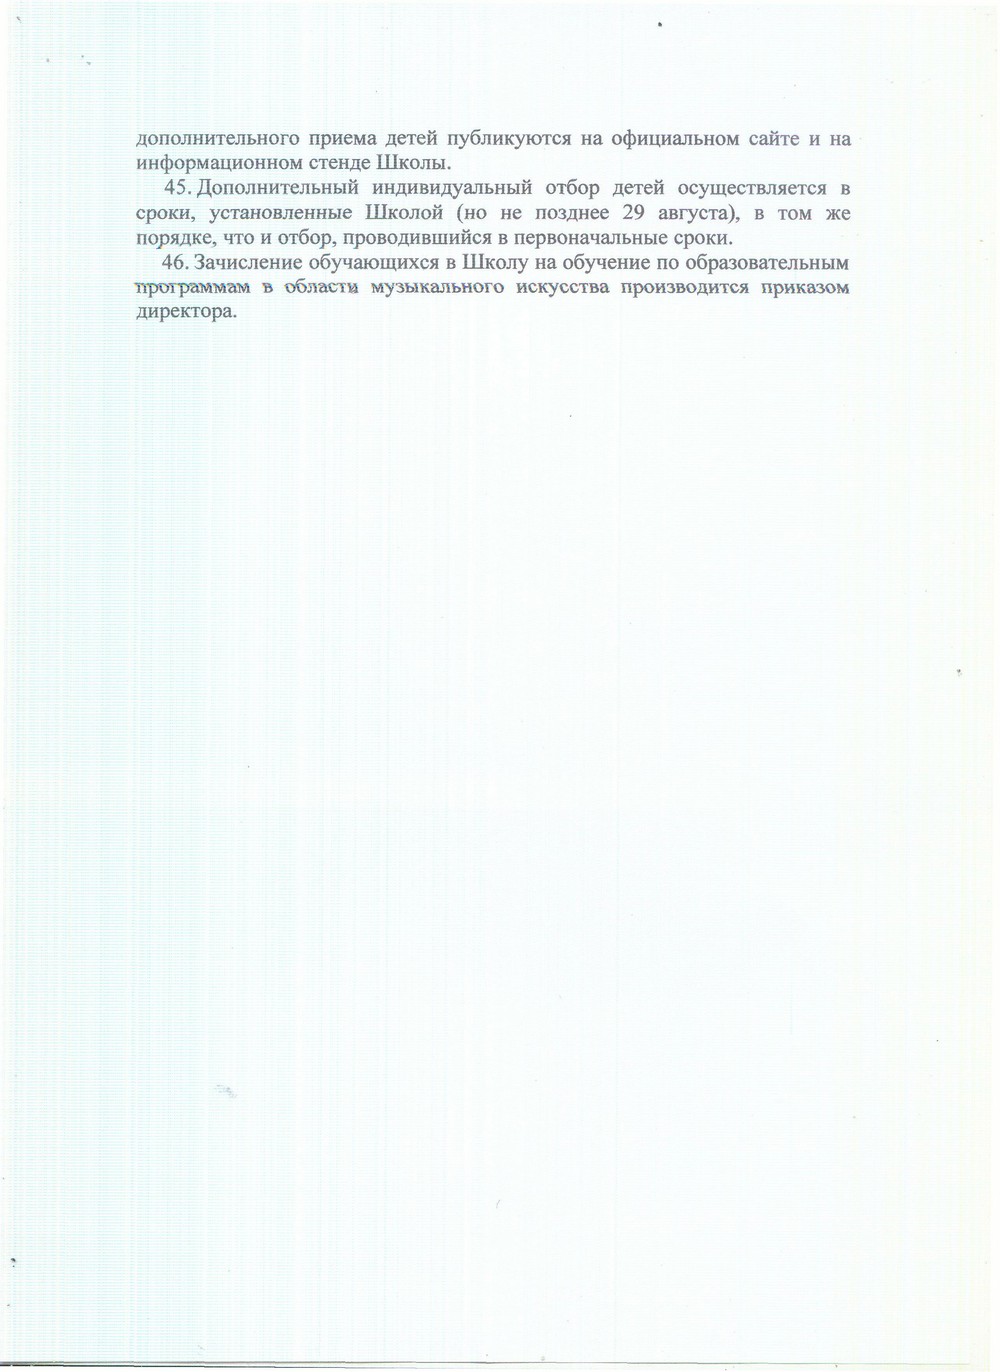 дополнительного приема детей публикуются на официальном сайте и на
информационном стенде Школы.
45. Дополнительный индивидуальный отбор детей осуществляется в
сроки, установленные Школой (но не позднее 29 августа), в том же
порядке, что и отбор, проводившийся в первоначальные сроки.
46. Зачисление обучающихся в Школу на обучение по образовательным
программам в области музыкального искусства производится приказом
директора.